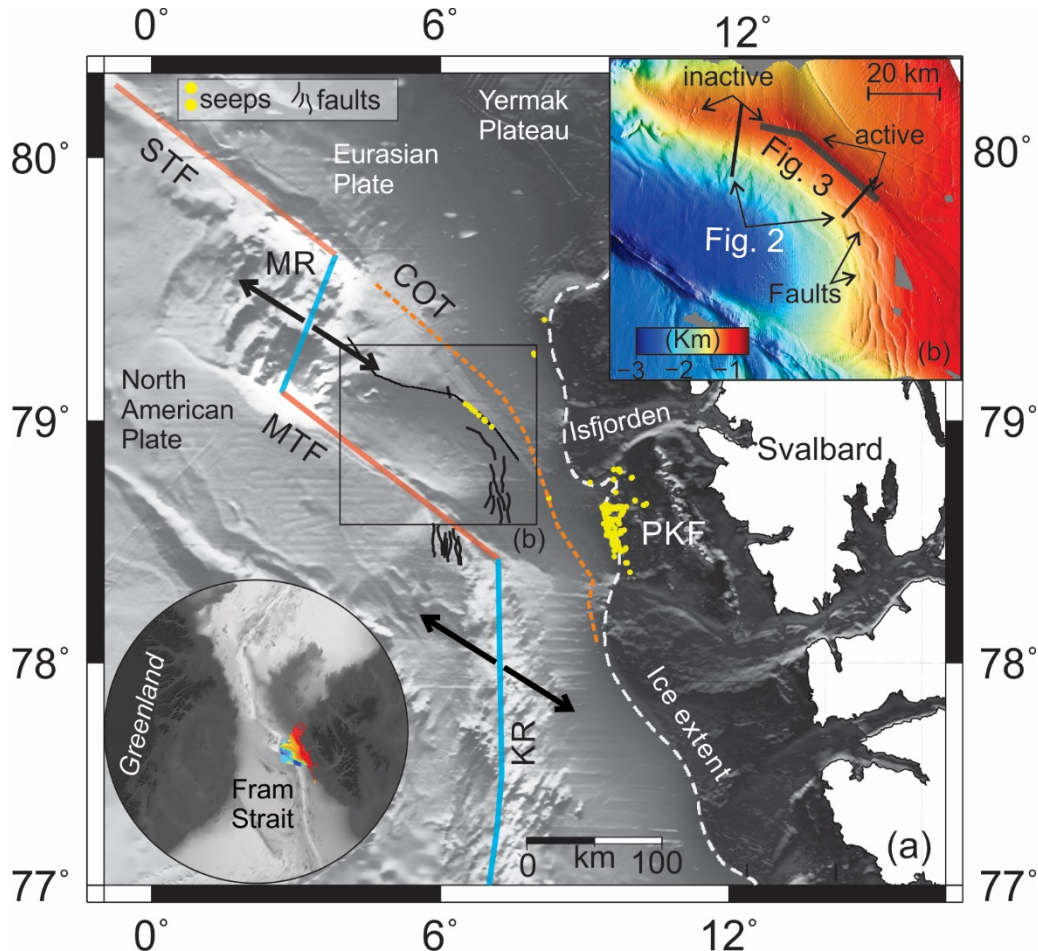 0°
6°
12°
seeps
faults
Yermak
Plateau
Eurasian
Plate
80°
80°
STF
MR
COT
North
American
Plate
79°
79°
MTF
(b)
Isfjorden
Svalbard
PKF
78°
78°
KR
Ice extent
Greenland
Fram
Strait
0
km
100
(a)
77°
77°
0°
6°
12°
inactive
20 km
active
Fig. 3
Fig. 2
Faults
(Km)
−3
−2
−1
(b)